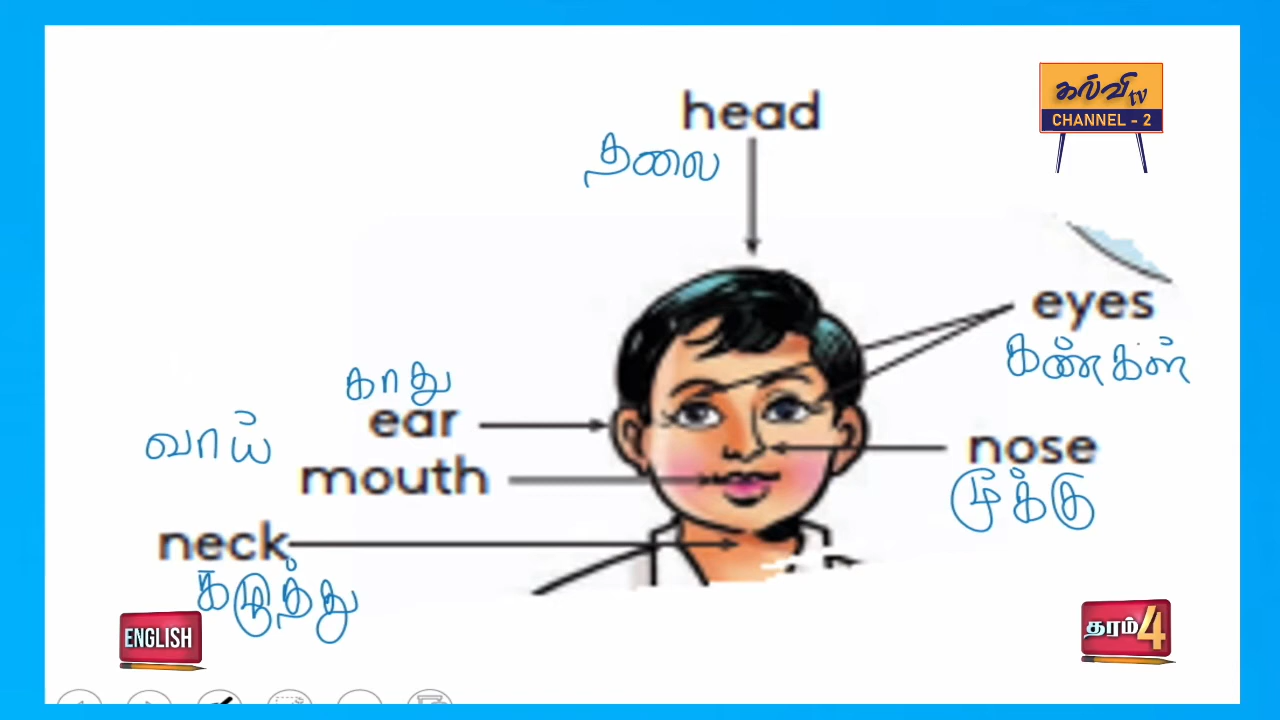 head
தலை
கல்வி tv
CHANNEL - 2
eyes
கண்கள்
காது
ear
வாய்
mouth
nose
மூக்கு
neck
கழுத்து
ENGLISH
தரம் 4